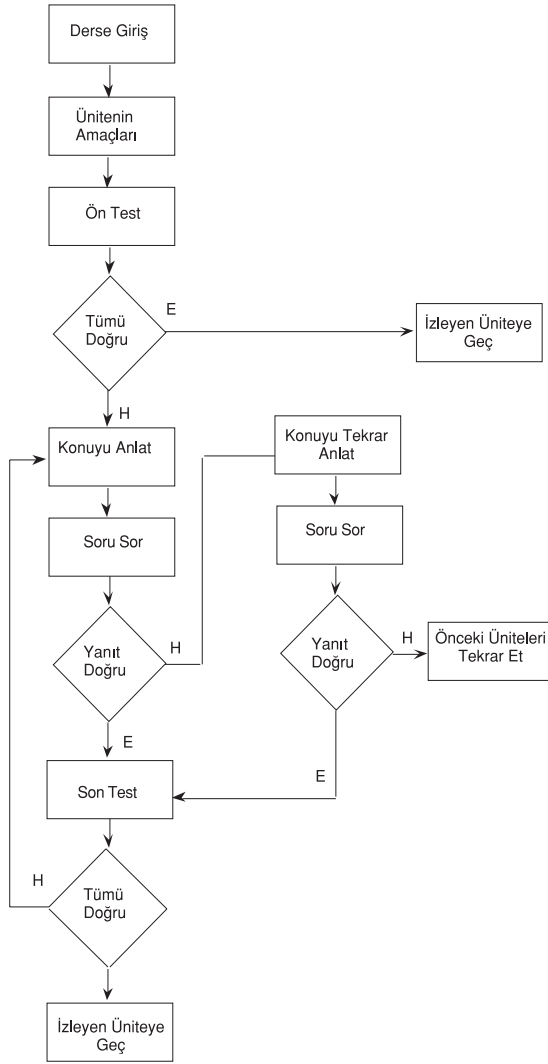 Derse Giriş
Ünitenin
Amaçları
Ön Test
Tümü
Doğru
E
İzleyen Üniteye
Geç
H
Konuyu Anlat
Konuyu Tekrar
Anlat
Soru Sor
Soru Sor
Yanıt
Doğru
H
Yanıt
Doğru
H
Önceki Üniteleri
Tekrar Et
E
E
Son Test
H
Tümü
Doğru
İzleyen Üniteye
Geç